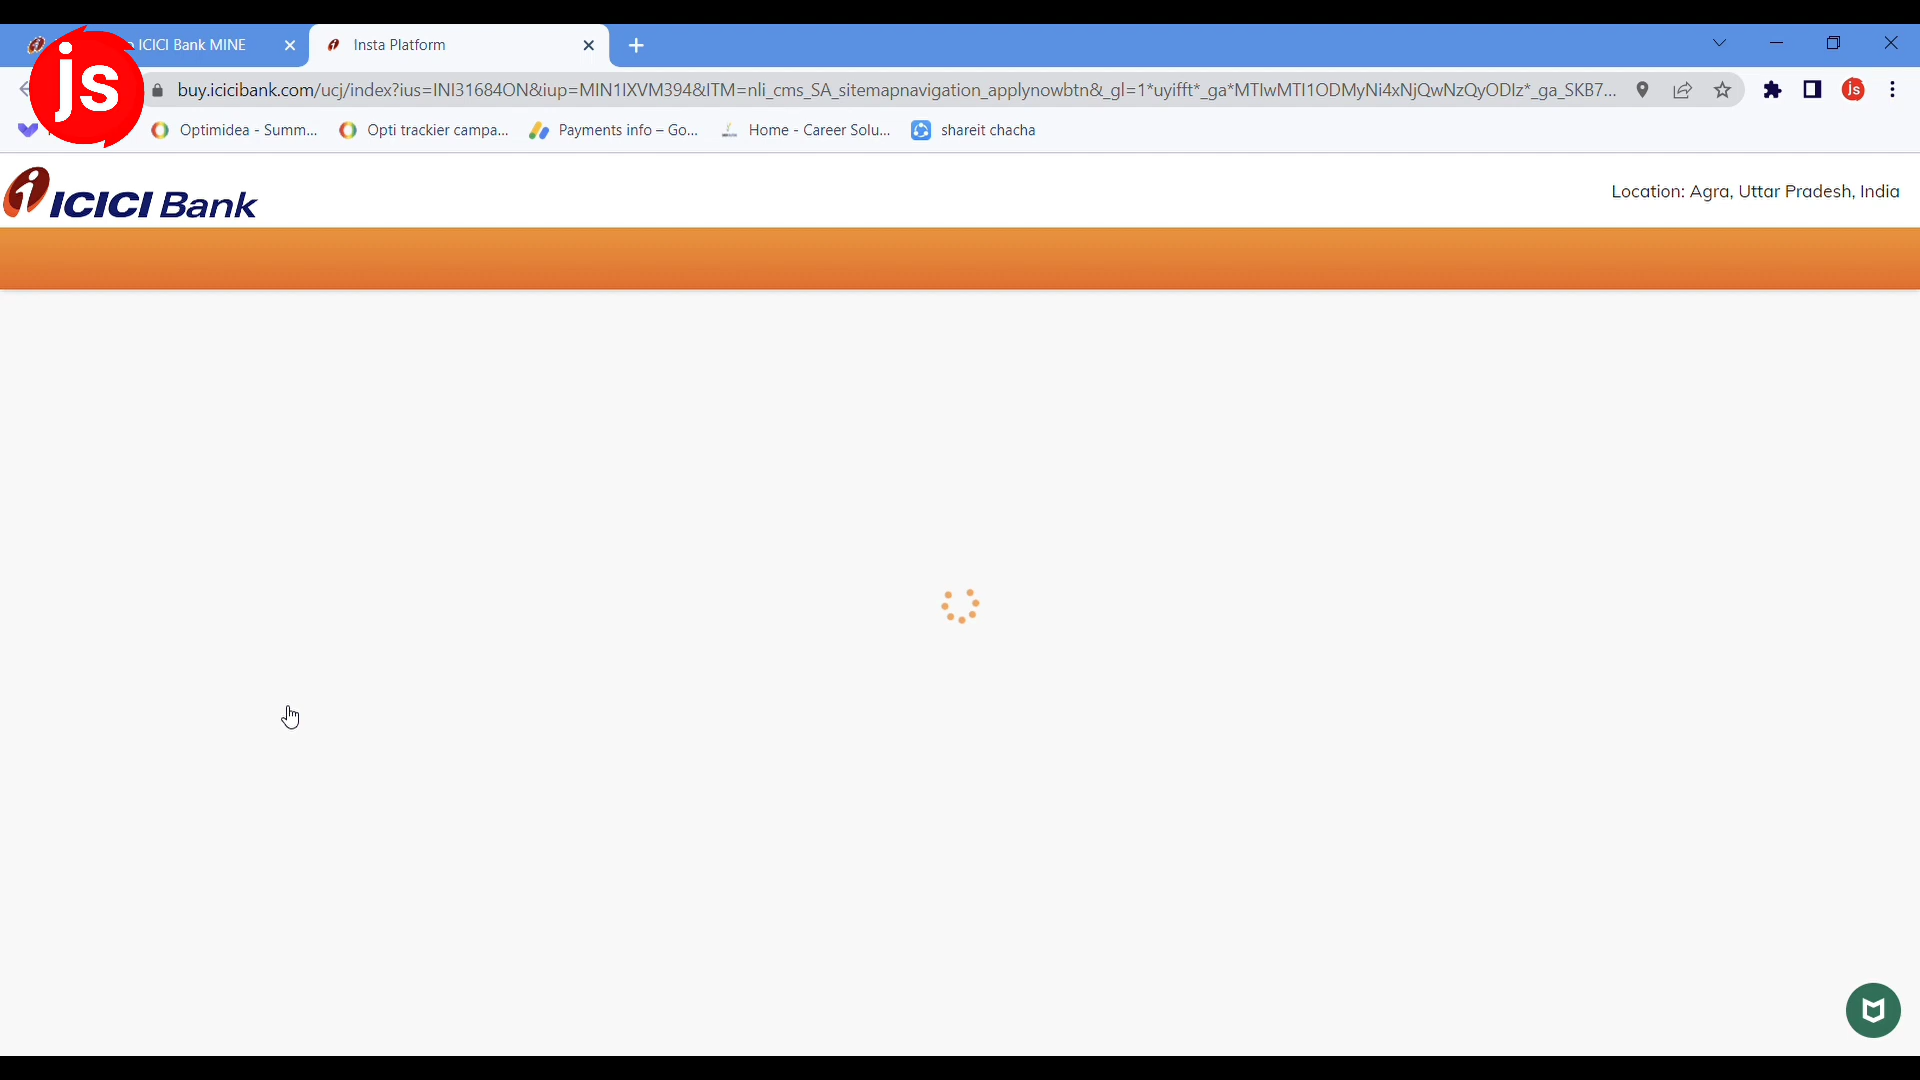 ICICI Bank MINE
Insta Platform
js
buy.icicibank.com/ucj/index?ius=INI31684ON&iup=MIN1IXVM394&ITM=nli_cms_SA_sitemapnavigation_applynowbtn&_gl=1*uyifft*_ga*MTIwMTI1ODMyNi4xNjQwNzQyODIz*_ga_SKB7...
js
Optimidea - Summ...
Opti trackier campa...
Payments info – Go...
Home - Career Solu...
shareit chacha
ICICI Bank
Location: Agra, Uttar Pradesh, India